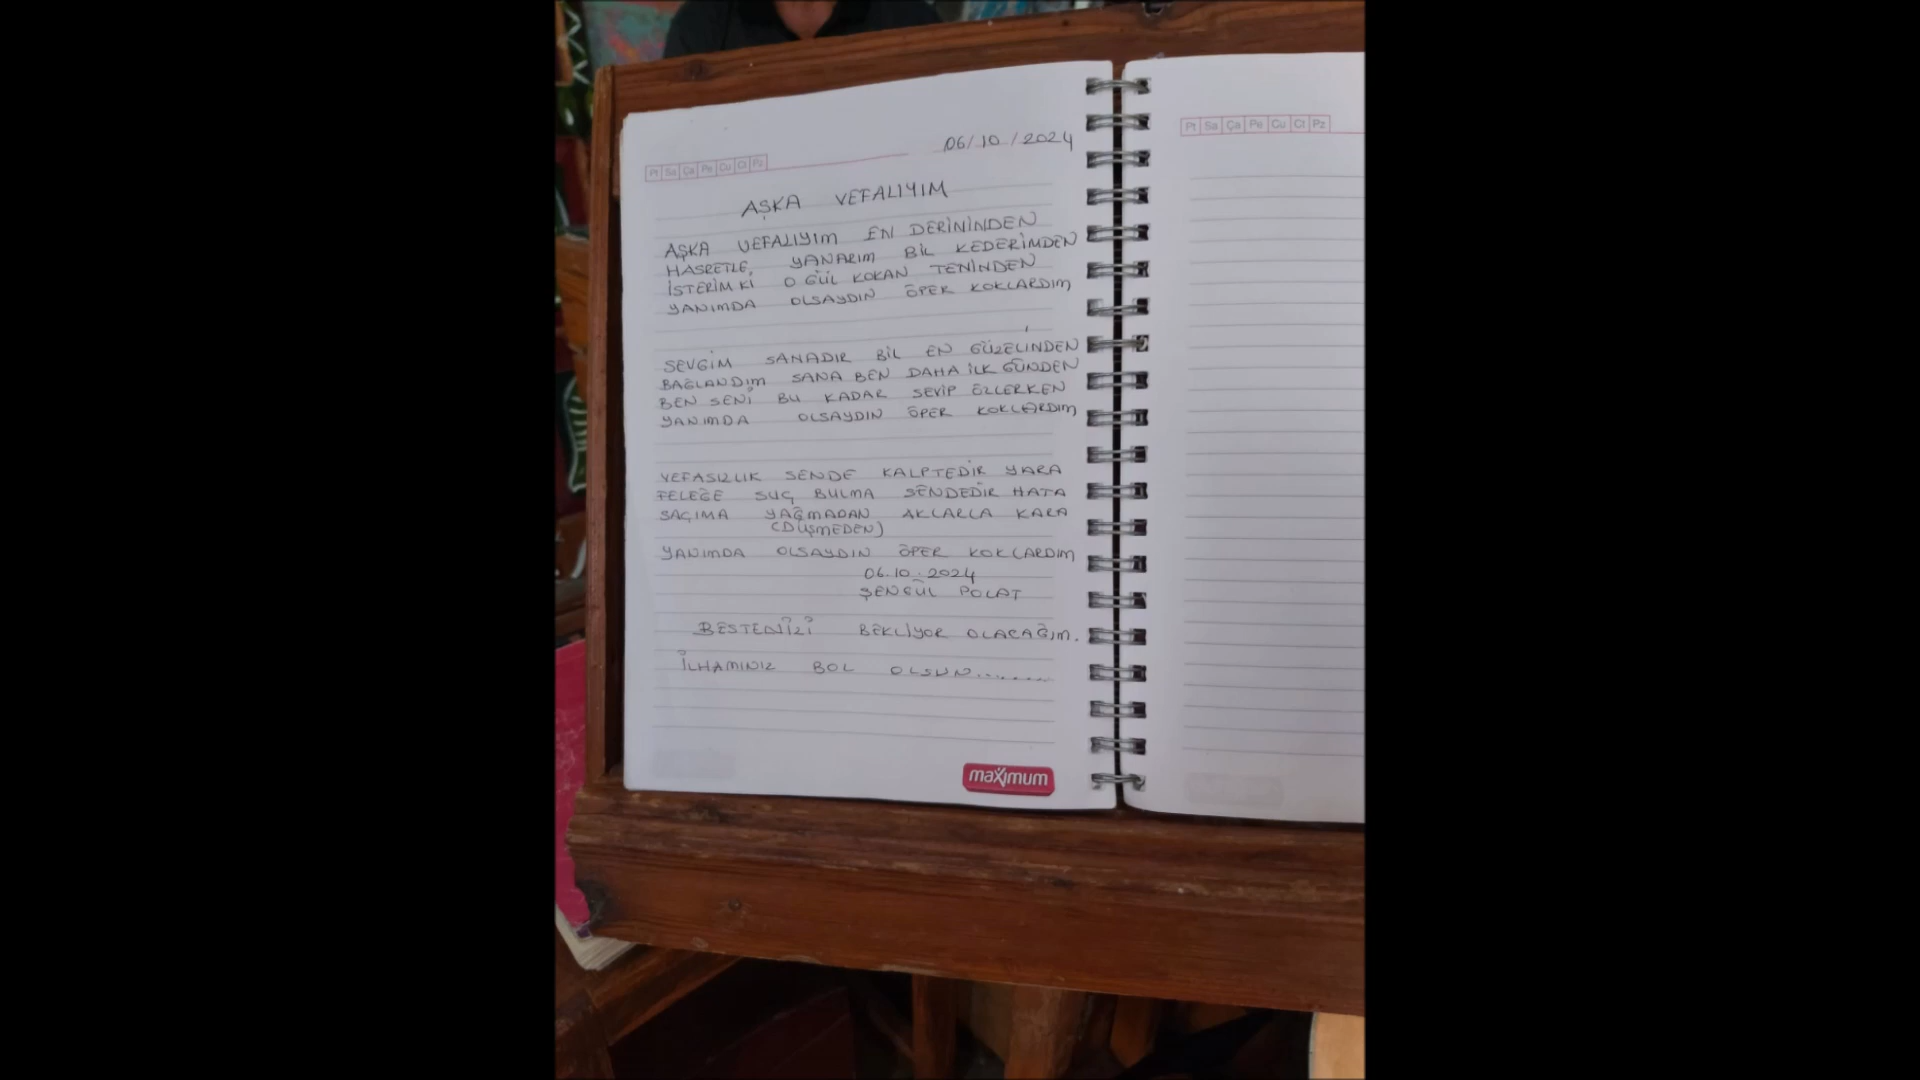 06/10/2024
Pt Sa Ça Pe Cu Ct Pz
AŞKA VEFALIYIM
AŞKA VEFALIYIM EN DERİNİNDEN
HASRETLE, YANARIM BİL KEDERİMDEN
İSTERİM Kİ O GÜL KOKAN TENİNDEN
YANIMDA OLSAYDIN ÖPER KOKLARDIM
SEVGİM SANADIR BİL EN GÜZELİNDEN
BAĞLANDIM SANA BEN DAHA İLK GÜNDEN
BEN SENİ BU KADAR SEVİP ÖZLERKEN
YANIMDA OLSAYDIN ÖPER KOKLARDIM
VEFASIZLIK SENDE KALPTEDİR YARA
FELEĞE SUÇ BULMA SENDEDİR HATA
SAÇIMA YAĞMADAN AKLARLA KARA
(DÜŞMEDEN)
YANIMDA OLSAYDIN ÖPER KOKLARDIM
06.10.2024
ŞENGÜL POLAT
BESTENİZİ BEKLİYOR OLACAĞIM.
İLHAMINIZ BOL OLSUN.........
maximum
Pt Sa Ça Pe Cu Ct Pz